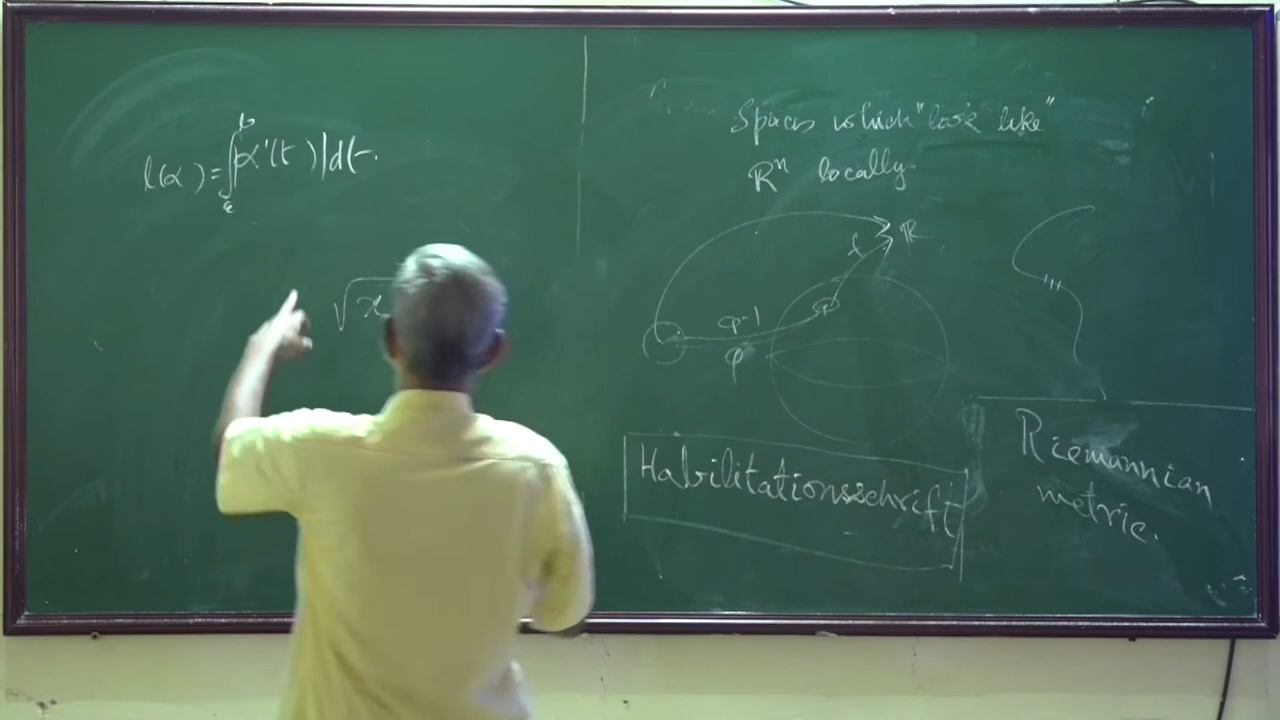 l(α) = ∫ₐᵇ |α'(t)| dt.
√x
Spaces which "look like"
ℝⁿ locally.
ℝ
f
φ⁻¹
φ
Habilitationsschrift
Riemannian
metric.